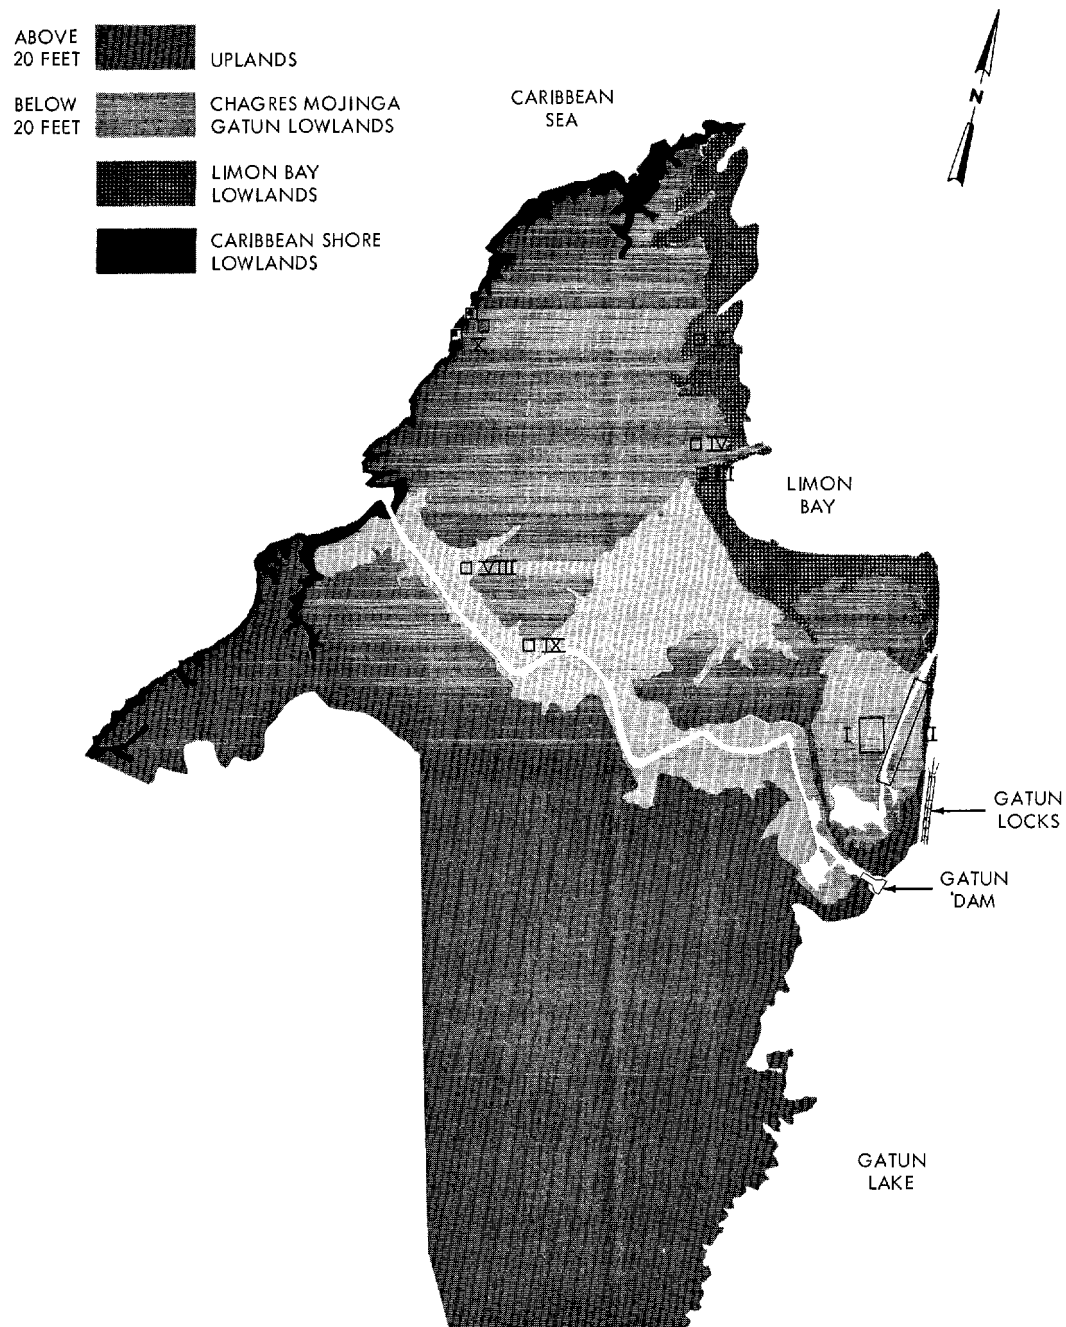 ABOVE
20 FEET
UPLANDS
BELOW
20 FEET
CHAGRES MOJINGA
GATUN LOWLANDS
LIMON BAY
LOWLANDS
CARIBBEAN SHORE
LOWLANDS
CARIBBEAN
SEA
N
X
IV
LIMON
BAY
VIII
IX
I
II
GATUN
LOCKS
GATUN
DAM
GATUN
LAKE